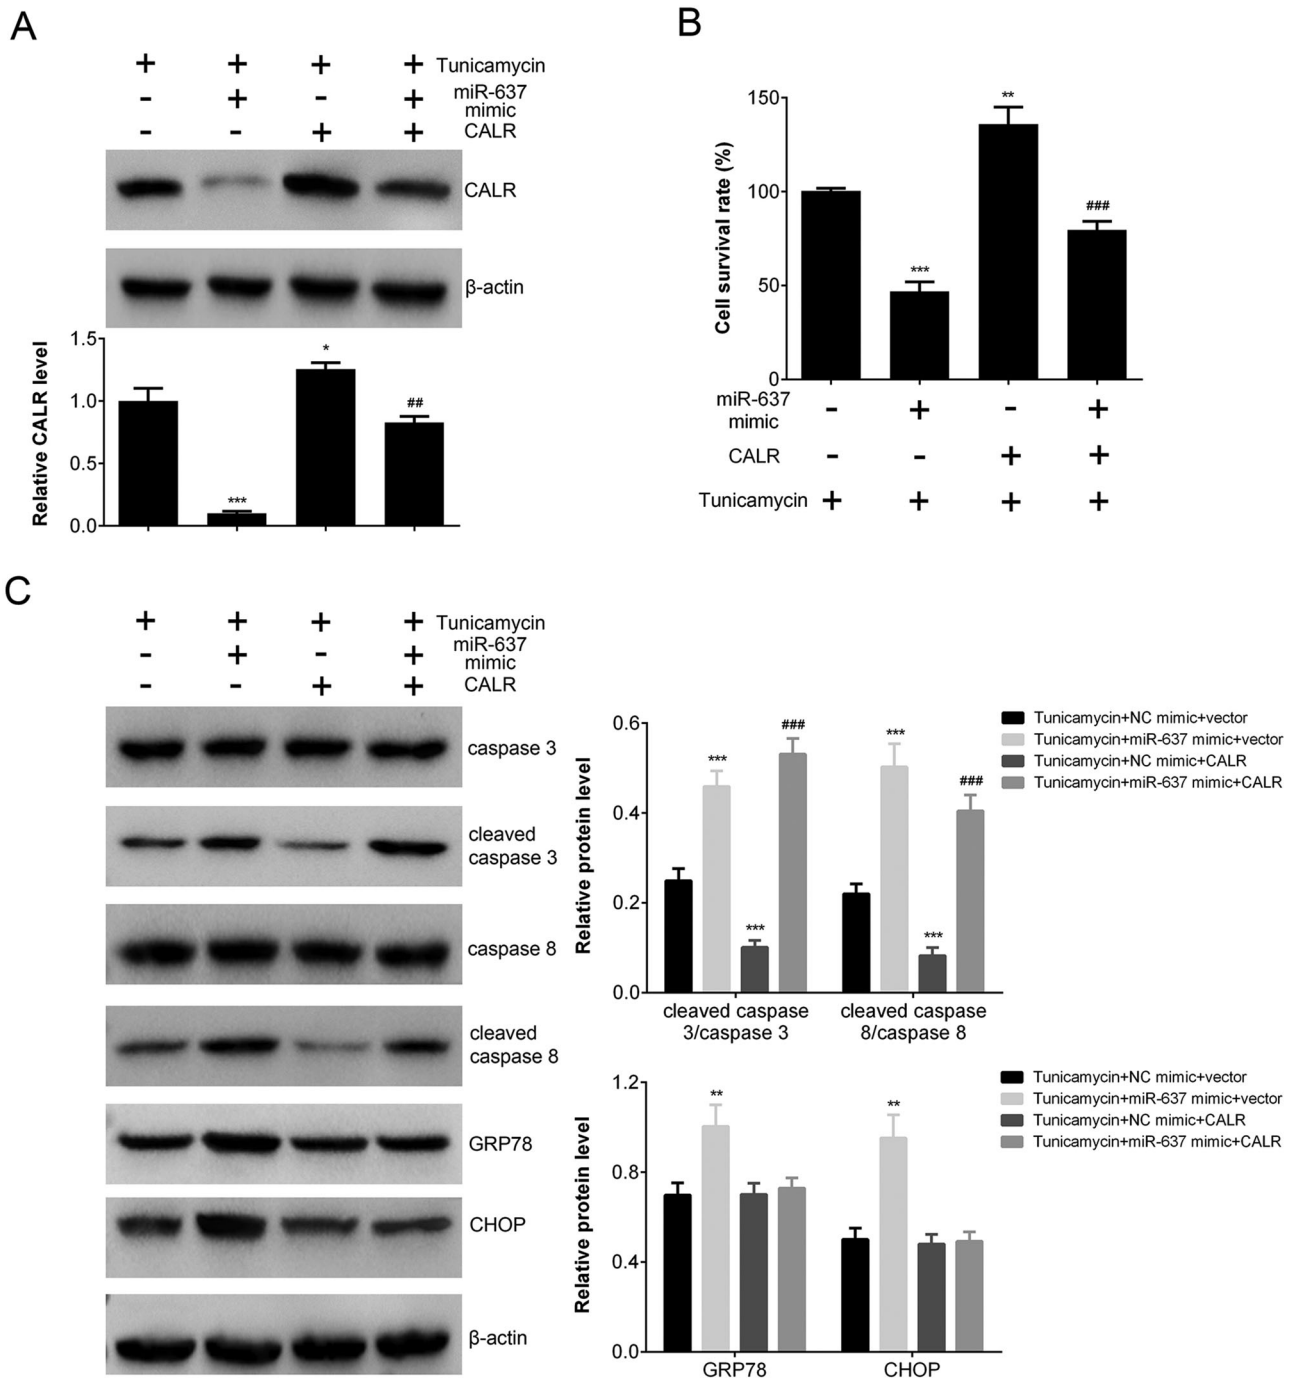 A
+ + + + Tunicamycin
- + - + miR-637
mimic
- - + + CALR
CALR
β-actin
Relative CALR level
1.5
1.0
0.5
0.0
***
*
##
B
Cell survival rate (%)
150
100
50
0
***
**
###
miR-637
mimic - + - +
CALR - - + +
Tunicamycin + + + +
C
+ + + + Tunicamycin
- + - + miR-637
mimic
- - + + CALR
caspase 3
cleaved
caspase 3
caspase 8
cleaved
caspase 8
GRP78
CHOP
β-actin
Relative protein level
0.6
0.4
0.2
0.0
*** *** ### *** *** ###
cleaved caspase
3/caspase 3
cleaved caspase
8/caspase 8
Tunicamycin+NC mimic+vector
Tunicamycin+miR-637 mimic+vector
Tunicamycin+NC mimic+CALR
Tunicamycin+miR-637 mimic+CALR
Relative protein level
1.2
0.8
0.4
0.0
** **
GRP78 CHOP
Tunicamycin+NC mimic+vector
Tunicamycin+miR-637 mimic+vector
Tunicamycin+NC mimic+CALR
Tunicamycin+miR-637 mimic+CALR